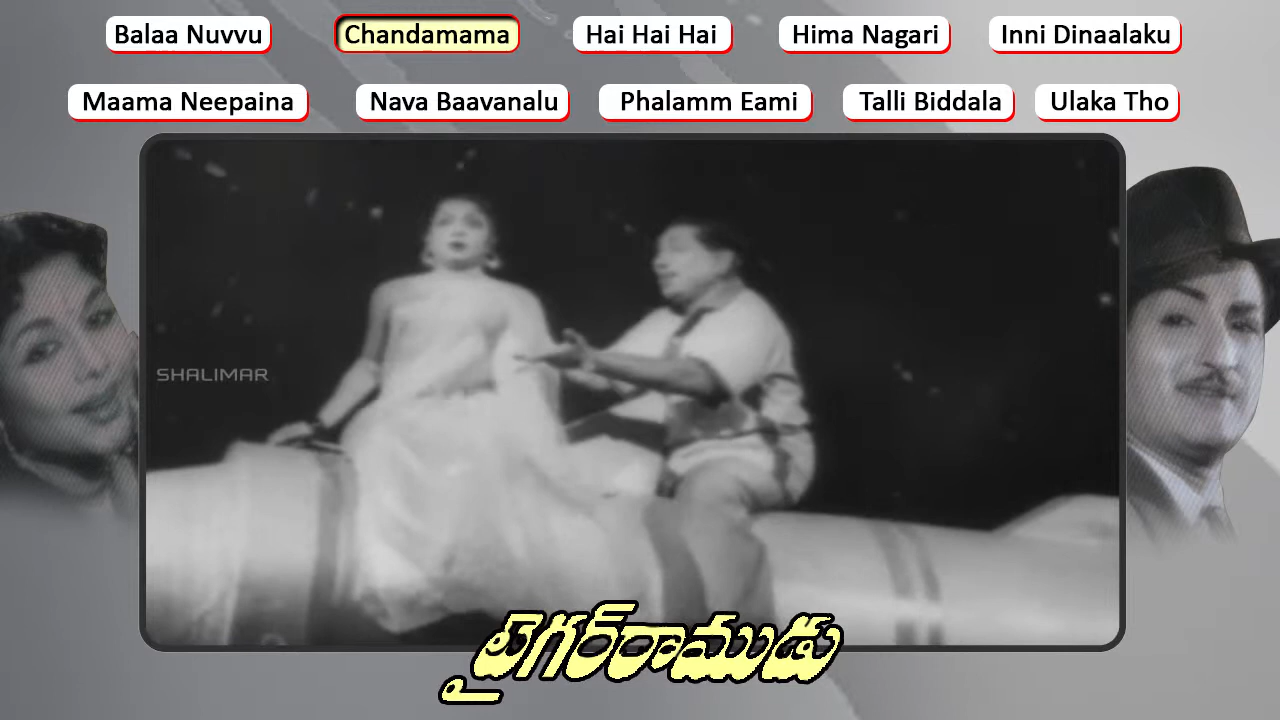 Balaa Nuvvu Chandamama Hai Hai Hai Hima Nagari Inni Dinaalaku
Maama Neepaina Nava Baavanalu Phalamm Eami Talli Biddala Ulaka Tho
SHALIMAR
టైగర్‌రాముడు